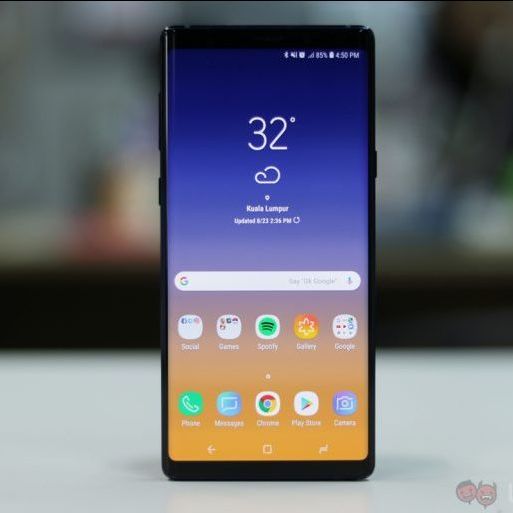 85% 4:50 PM
32°
Kuala Lumpur
Updated 8/23 2:36 PM
Say "Ok Google"
Social Games Spotify Gallery Google
Phone Messages Chrome Play Store Camera